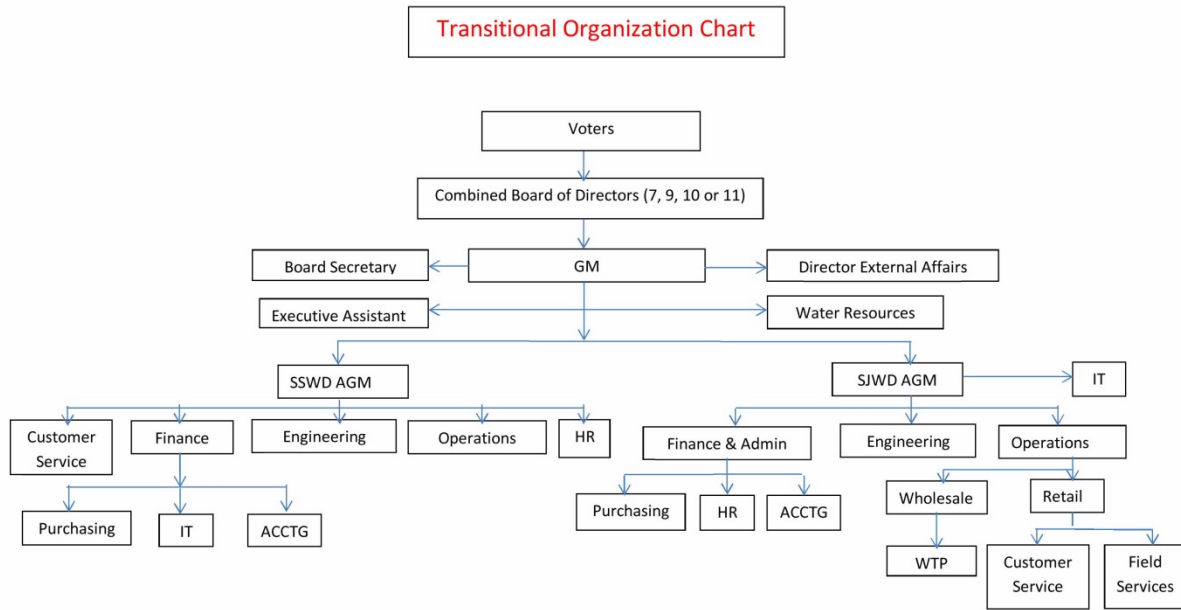 Transitional Organization Chart
Voters
Combined Board of Directors (7, 9, 10 or 11)
Board Secretary
GM
Director External Affairs
Executive Assistant
Water Resources
SSWD AGM
SJWD AGM
IT
Customer
Service
Finance
Engineering
Operations
HR
Finance & Admin
Engineering
Operations
Purchasing
IT
ACCTG
Purchasing
HR
ACCTG
Wholesale
Retail
WTP
Customer
Service
Field
Services